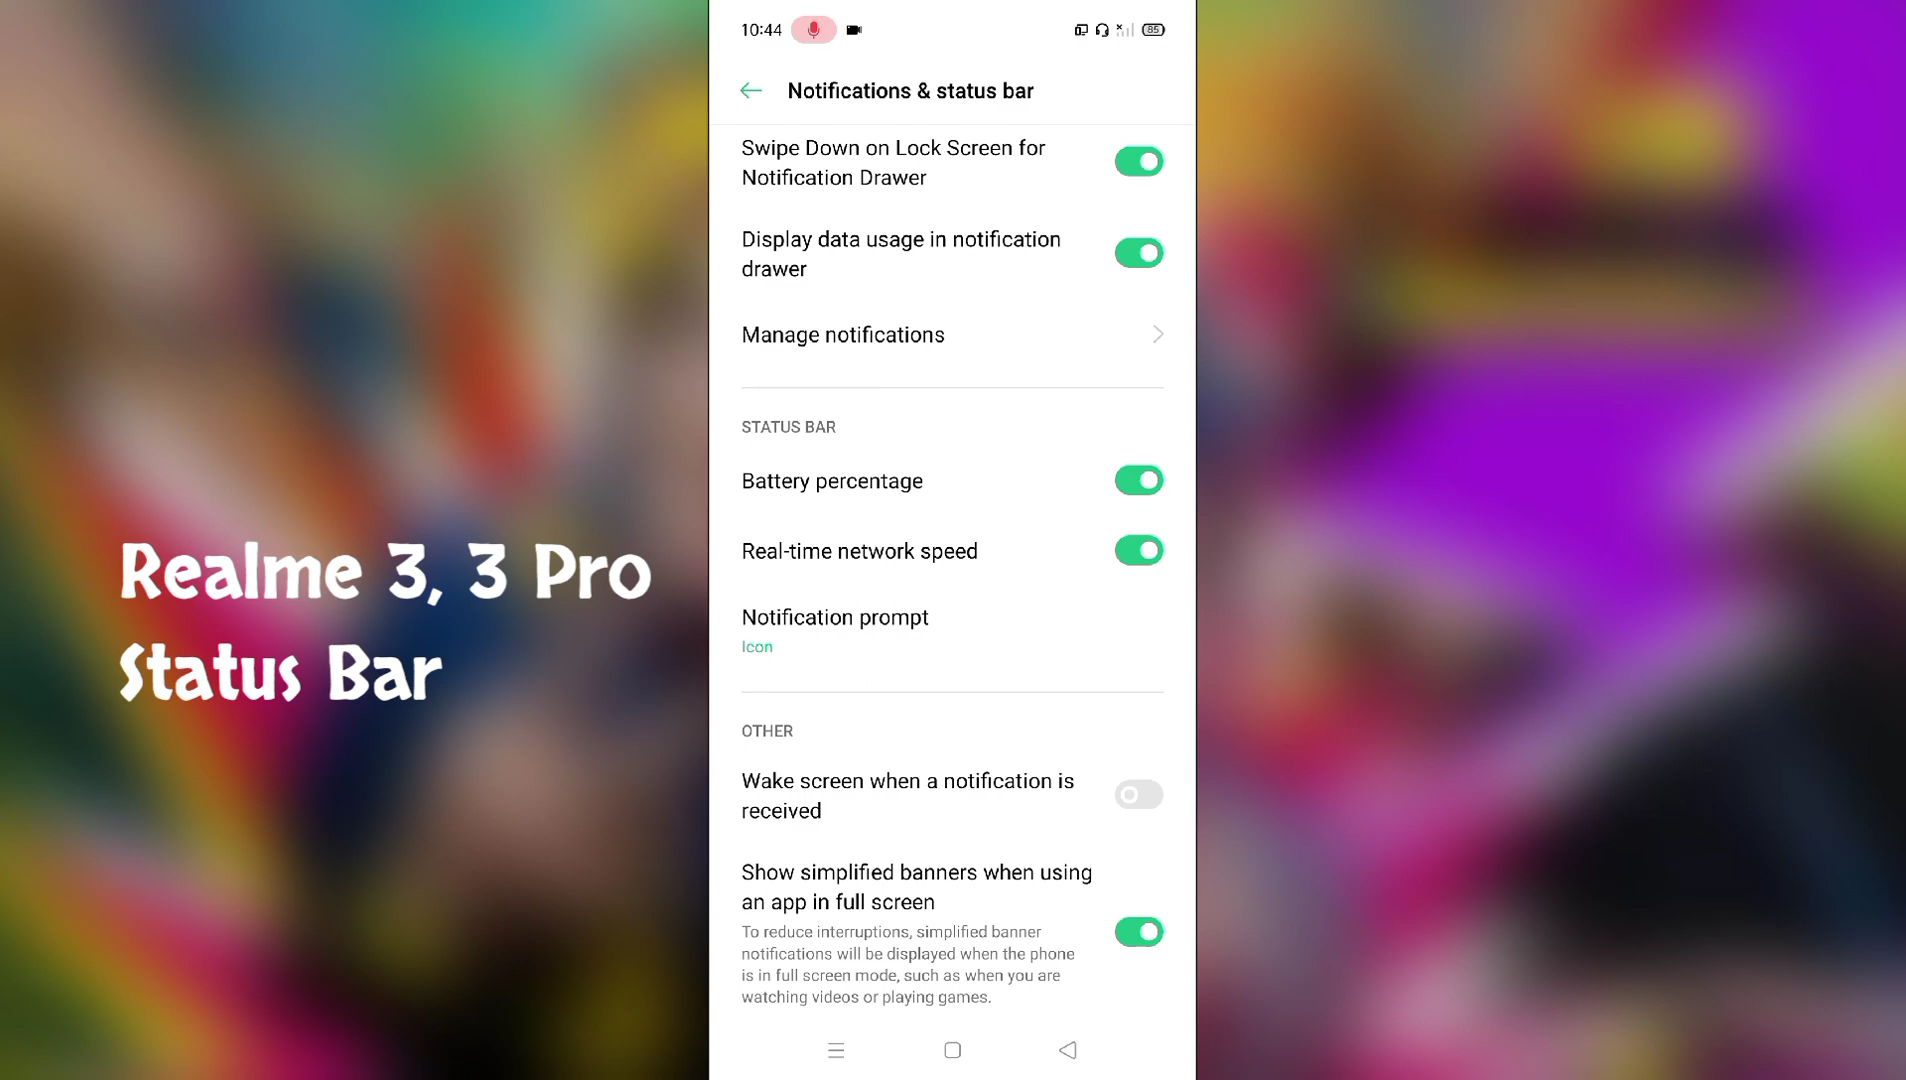 10:44
85
Notifications & status bar
Swipe Down on Lock Screen for
Notification Drawer
Display data usage in notification
drawer
Manage notifications
STATUS BAR
Battery percentage
Real-time network speed
Notification prompt
Icon
OTHER
Wake screen when a notification is
received
Show simplified banners when using
an app in full screen
To reduce interruptions, simplified banner
notifications will be displayed when the phone
is in full screen mode, such as when you are
watching videos or playing games.
Realme 3, 3 Pro
Status Bar